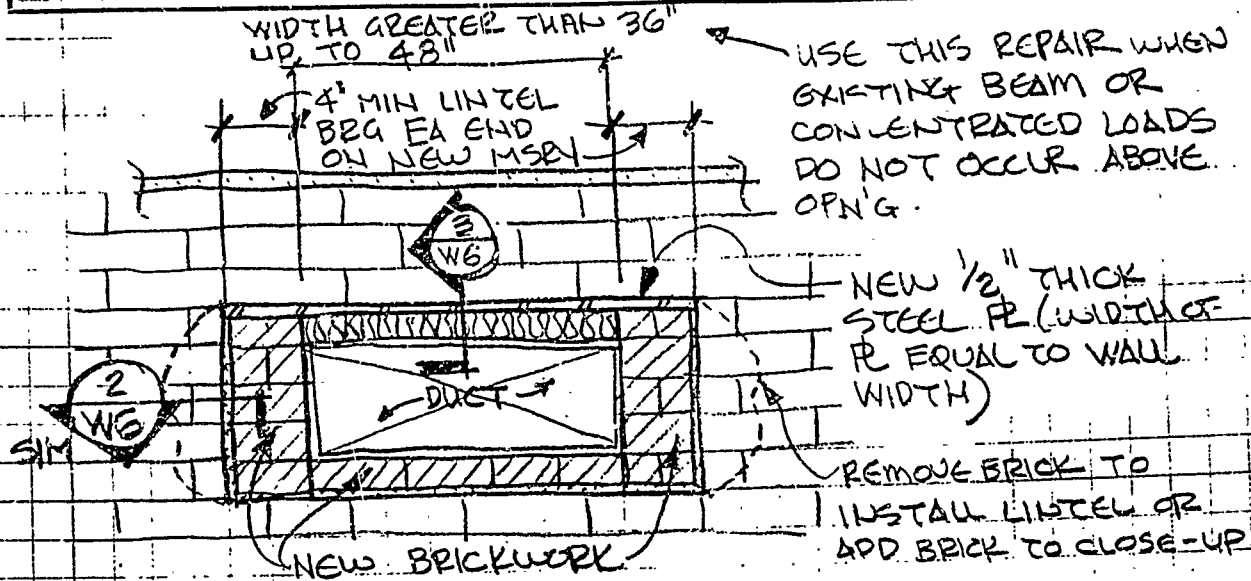 WIDTH GREATER THAN 36"
UP TO 48"
4" MIN LINTEL
BRG EA END
ON NEW MSRY
USE THIS REPAIR WHEN
EXISTING BEAM OR
CONCENTRATED LOADS
DO NOT OCCUR ABOVE
OPN'G.
3
W6
NEW 1/2" THICK
STEEL PL (WIDTH OF
PL EQUAL TO WALL
WIDTH)
2
W6
SIM
DUCT
REMOVE BRICK TO
INSTALL LINTEL OR
ADD BRICK TO CLOSE-UP
NEW BRICKWORK